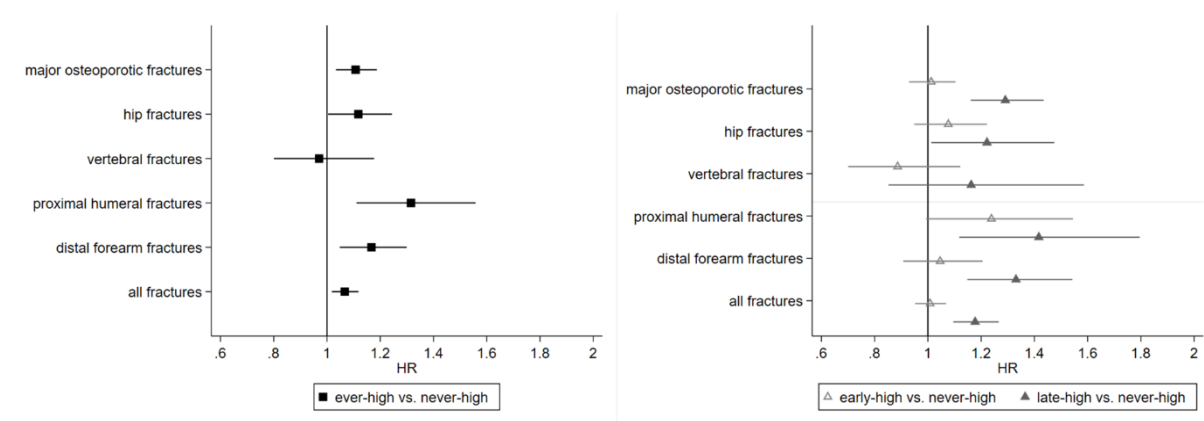 major osteoporotic fractures
hip fractures
vertebral fractures
proximal humeral fractures
distal forearm fractures
all fractures
.6 .8 1 1.2 1.4 1.6 1.8 2
HR
ever-high vs. never-high
major osteoporotic fractures
hip fractures
vertebral fractures
proximal humeral fractures
distal forearm fractures
all fractures
.6 .8 1 1.2 1.4 1.6 1.8 2
HR
early-high vs. never-high late-high vs. never-high